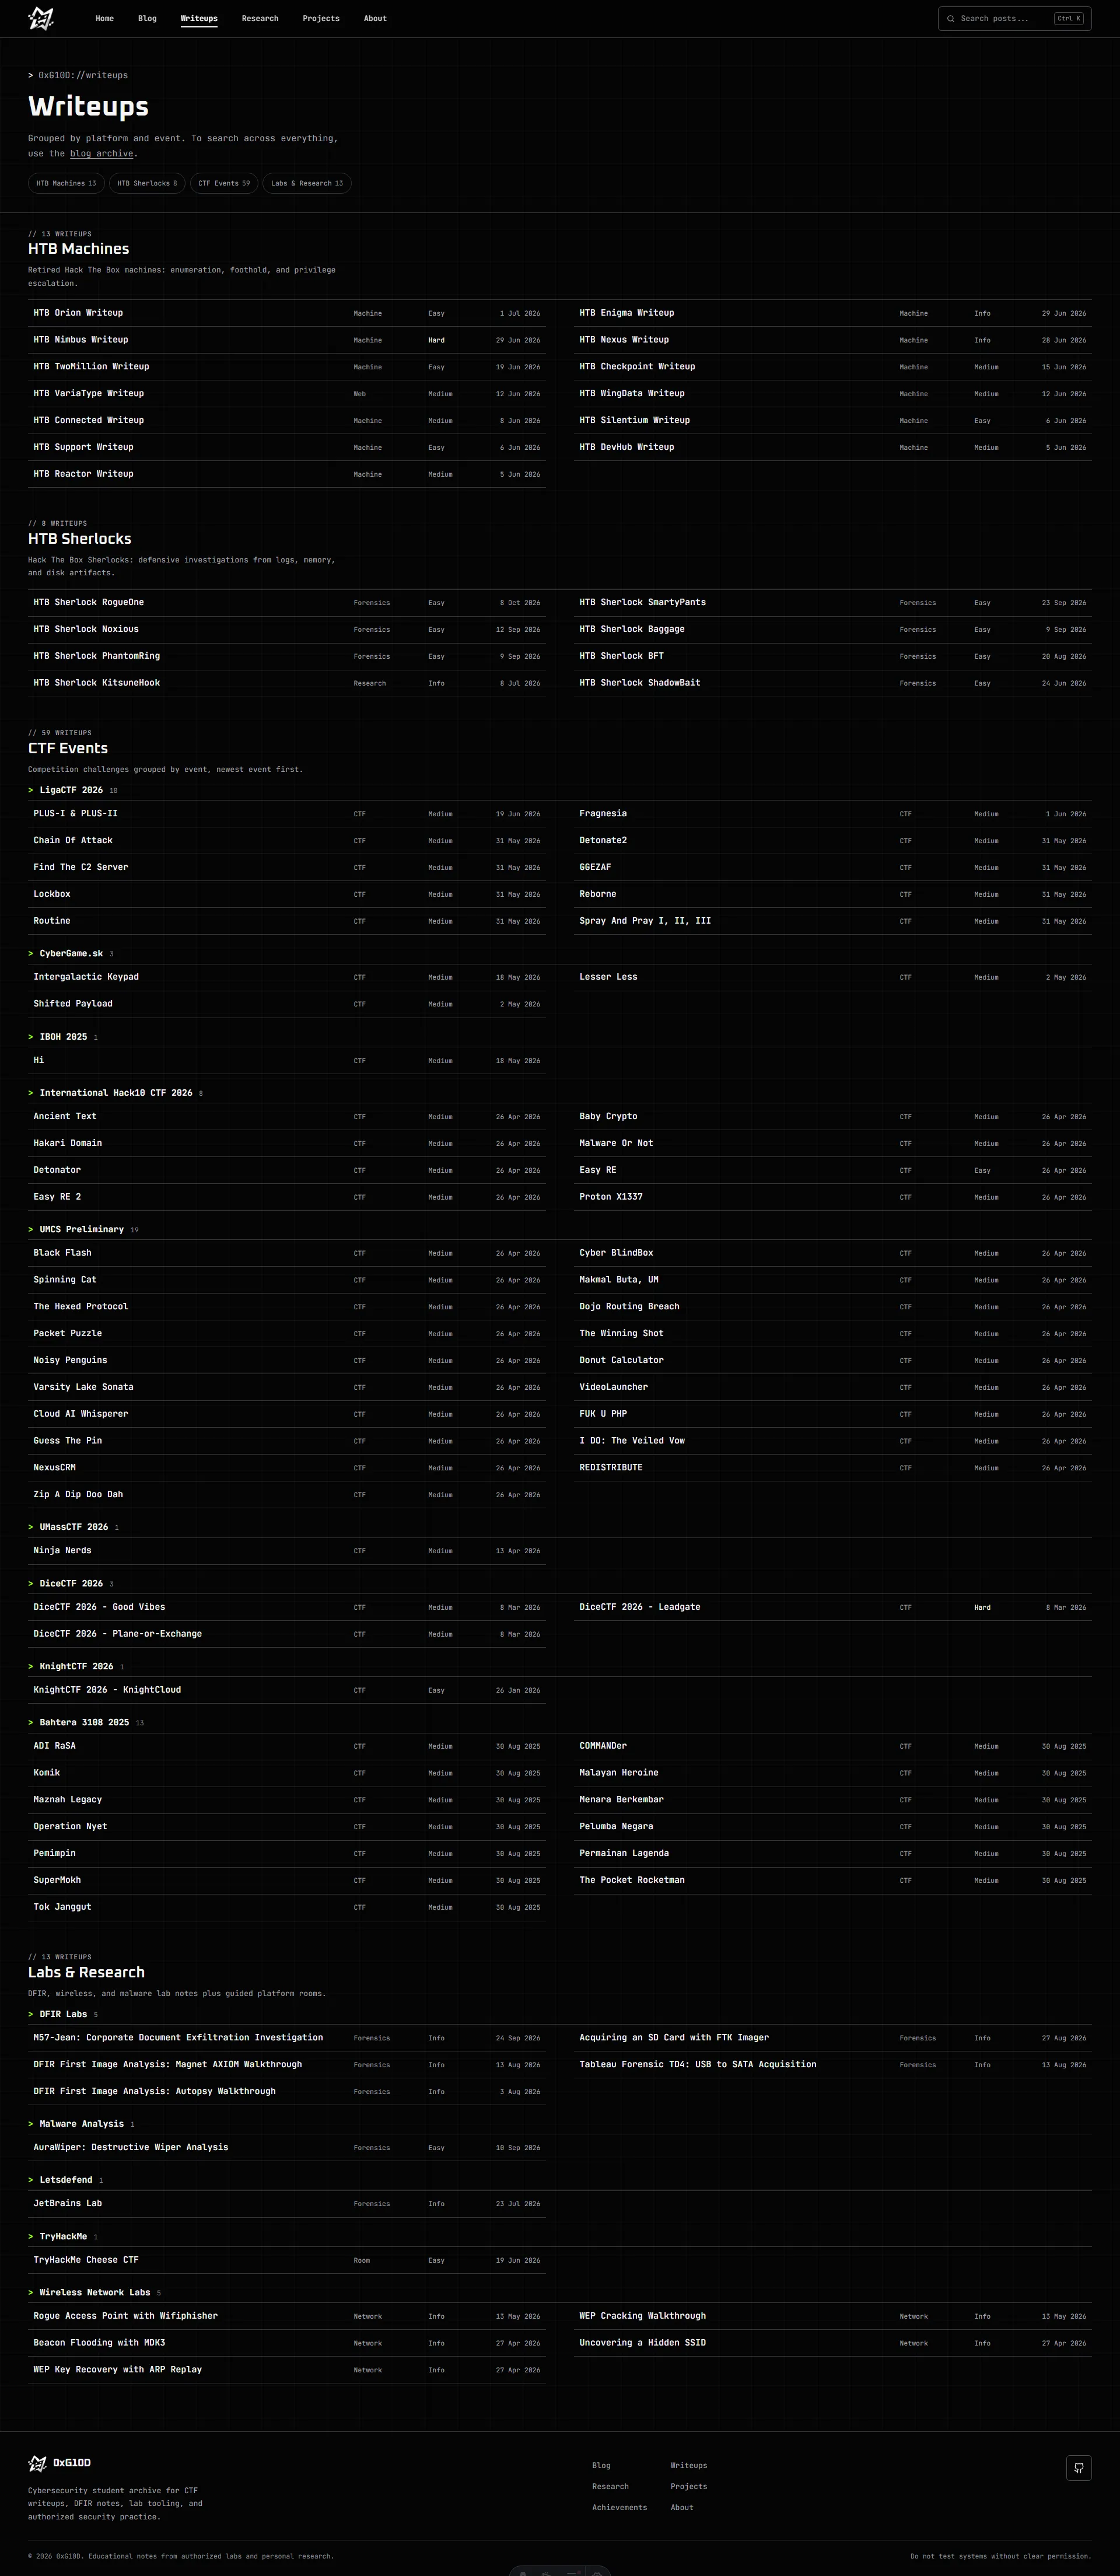 Home Blog Writeups Research Projects About Search posts... Ctrl K
> 0xG10D://writeups
Writeups
Grouped by platform and event. To search across everything,
use the blog archive.
HTB Machines 13 HTB Sherlocks 8 CTF Events 59 Labs & Research 13
// 13 WRITEUPS
HTB Machines
Retired Hack The Box machines: enumeration, foothold, and privilege
escalation.
HTB Orion Writeup Machine Easy 1 Jul 2026 HTB Enigma Writeup Machine Info 29 Jun 2026
HTB Nimbus Writeup Machine Hard 29 Jun 2026 HTB Nexus Writeup Machine Info 28 Jun 2026
HTB TwoMillion Writeup Machine Easy 19 Jun 2026 HTB Checkpoint Writeup Machine Medium 15 Jun 2026
HTB VariaType Writeup Web Medium 12 Jun 2026 HTB WingData Writeup Machine Medium 12 Jun 2026
HTB Connected Writeup Machine Medium 8 Jun 2026 HTB Silentium Writeup Machine Easy 6 Jun 2026
HTB Support Writeup Machine Easy 6 Jun 2026 HTB DevHub Writeup Machine Medium 5 Jun 2026
HTB Reactor Writeup Machine Medium 5 Jun 2026
// 8 WRITEUPS
HTB Sherlocks
Hack The Box Sherlocks: defensive investigations from logs, memory,
and disk artifacts.
HTB Sherlock RogueOne Forensics Easy 8 Oct 2026 HTB Sherlock SmartyPants Forensics Easy 23 Sep 2026
HTB Sherlock Noxious Forensics Easy 12 Sep 2026 HTB Sherlock Baggage Forensics Easy 9 Sep 2026
HTB Sherlock PhantomRing Forensics Easy 9 Sep 2026 HTB Sherlock BFT Forensics Easy 20 Aug 2026
HTB Sherlock KitsuneHook Research Info 8 Jul 2026 HTB Sherlock ShadowBait Forensics Easy 24 Jun 2026
// 59 WRITEUPS
CTF Events
Competition challenges grouped by event, newest event first.
> LigaCTF 2026 10
PLUS-I & PLUS-II CTF Medium 19 Jun 2026 Fragnesia CTF Medium 1 Jun 2026
Chain Of Attack CTF Medium 31 May 2026 Detonate2 CTF Medium 31 May 2026
Find The C2 Server CTF Medium 31 May 2026 GGEZAF CTF Medium 31 May 2026
Lockbox CTF Medium 31 May 2026 Reborne CTF Medium 31 May 2026
Routine CTF Medium 31 May 2026 Spray And Pray I, II, III CTF Medium 31 May 2026
> CyberGame.sk 3
Intergalactic Keypad CTF Medium 18 May 2026 Lesser Less CTF Medium 2 May 2026
Shifted Payload CTF Medium 2 May 2026
> IBOH 2025 1
Hi CTF Medium 18 May 2026
> International Hack10 CTF 2026 8
Ancient Text CTF Medium 26 Apr 2026 Baby Crypto CTF Medium 26 Apr 2026
Hakari Domain CTF Medium 26 Apr 2026 Malware Or Not CTF Medium 26 Apr 2026
Detonator CTF Medium 26 Apr 2026 Easy RE CTF Easy 26 Apr 2026
Easy RE 2 CTF Medium 26 Apr 2026 Proton X1337 CTF Medium 26 Apr 2026
> UMCS Preliminary 19
Black Flash CTF Medium 26 Apr 2026 Cyber BlindBox CTF Medium 26 Apr 2026
Spinning Cat CTF Medium 26 Apr 2026 Makmal Buta, UM CTF Medium 26 Apr 2026
The Hexed Protocol CTF Medium 26 Apr 2026 Dojo Routing Breach CTF Medium 26 Apr 2026
Packet Puzzle CTF Medium 26 Apr 2026 The Winning Shot CTF Medium 26 Apr 2026
Noisy Penguins CTF Medium 26 Apr 2026 Donut Calculator CTF Medium 26 Apr 2026
Varsity Lake Sonata CTF Medium 26 Apr 2026 VideoLauncher CTF Medium 26 Apr 2026
Cloud AI Whisperer CTF Medium 26 Apr 2026 FUK U PHP CTF Medium 26 Apr 2026
Guess The Pin CTF Medium 26 Apr 2026 I DO: The Veiled Vow CTF Medium 26 Apr 2026
NexusCRM CTF Medium 26 Apr 2026 REDISTRIBUTE CTF Medium 26 Apr 2026
Zip A Dip Doo Dah CTF Medium 26 Apr 2026
> UMassCTF 2026 1
Ninja Nerds CTF Medium 13 Apr 2026
> DiceCTF 2026 3
DiceCTF 2026 - Good Vibes CTF Medium 8 Mar 2026 DiceCTF 2026 - Leadgate CTF Hard 8 Mar 2026
DiceCTF 2026 - Plane-or-Exchange CTF Medium 8 Mar 2026
> KnightCTF 2026 1
KnightCTF 2026 - KnightCloud CTF Easy 26 Jan 2026
> Bahtera 3108 2025 13
ADI RaSA CTF Medium 30 Aug 2025 COMMANDer CTF Medium 30 Aug 2025
Komik CTF Medium 30 Aug 2025 Malayan Heroine CTF Medium 30 Aug 2025
Maznah Legacy CTF Medium 30 Aug 2025 Menara Berkembar CTF Medium 30 Aug 2025
Operation Nyet CTF Medium 30 Aug 2025 Pelumba Negara CTF Medium 30 Aug 2025
Pemimpin CTF Medium 30 Aug 2025 Permainan Lagenda CTF Medium 30 Aug 2025
SuperMokh CTF Medium 30 Aug 2025 The Pocket Rocketman CTF Medium 30 Aug 2025
Tok Janggut CTF Medium 30 Aug 2025
// 13 WRITEUPS
Labs & Research
DFIR, wireless, and malware lab notes plus guided platform rooms.
> DFIR Labs 5
M57-Jean: Corporate Document Exfiltration Investigation Forensics Info 24 Sep 2026 Acquiring an SD Card with FTK Imager Forensics Info 27 Aug 2026
DFIR First Image Analysis: Magnet AXIOM Walkthrough Forensics Info 13 Aug 2026 Tableau Forensic TD4: USB to SATA Acquisition Forensics Info 13 Aug 2026
DFIR First Image Analysis: Autopsy Walkthrough Forensics Info 3 Aug 2026
> Malware Analysis 1
AuraWiper: Destructive Wiper Analysis Forensics Easy 10 Sep 2026
> Letsdefend 1
JetBrains Lab Forensics Info 23 Jul 2026
> TryHackMe 1
TryHackMe Cheese CTF Room Easy 19 Jun 2026
> Wireless Network Labs 5
Rogue Access Point with Wifiphisher Network Info 13 May 2026 WEP Cracking Walkthrough Network Info 13 May 2026
Beacon Flooding with MDK3 Network Info 27 Apr 2026 Uncovering a Hidden SSID Network Info 27 Apr 2026
WEP Key Recovery with ARP Replay Network Info 27 Apr 2026
0xG10D
Cybersecurity student archive for CTF
writeups, DFIR notes, lab tooling, and
authorized security practice.
Blog Writeups
Research Projects
Achievements About
© 2026 0xG10D. Educational notes from authorized labs and personal research. Do not test systems without clear permission.